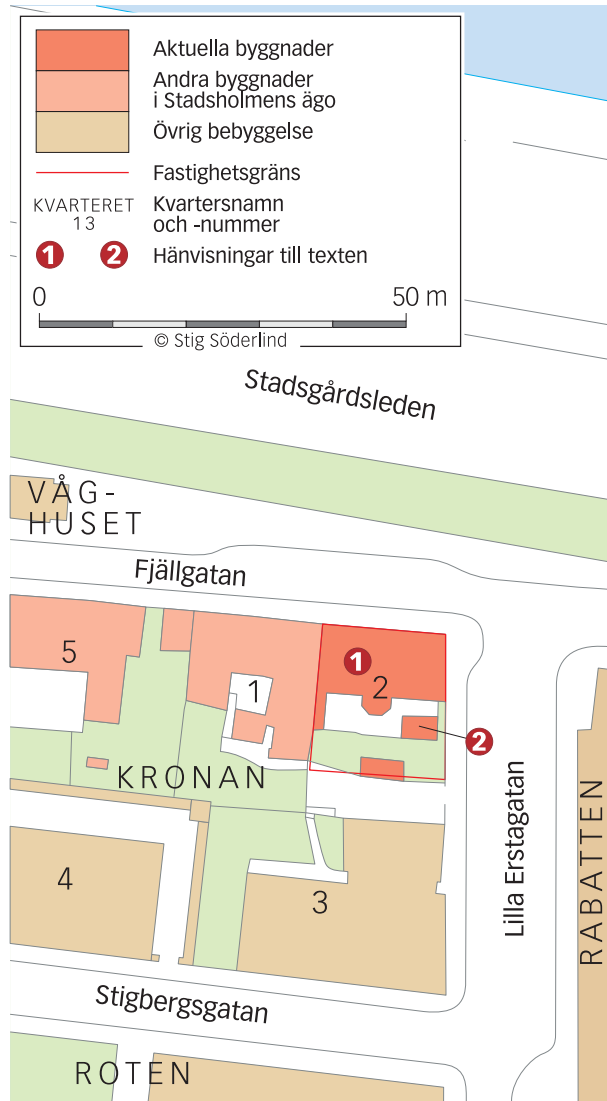 Aktuella byggnader
Andra byggnader
i Stadsholmens ägo
Övrig bebyggelse
Fastighetsgräns
KVARTERET
13
Kvartersnamn
och -nummer
1 2
Hänvisningar till texten
0 50 m
© Stig Söderlind
Stadsgårdsleden
VÅG-
HUSET
Fjällgatan
5
1
1
2
2
KRONAN
4
3
Lilla Erstagatan
RABATTEN
Stigbergsgatan
ROTEN